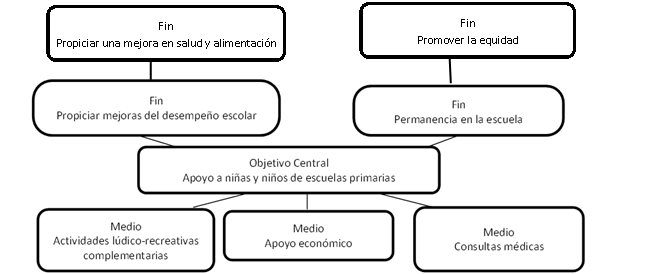 Fin
Propiciar una mejora en salud y alimentación
Fin
Promover la equidad
Fin
Propiciar mejoras del desempeño escolar
Fin
Permanencia en la escuela
Objetivo Central
Apoyo a niñas y niños de escuelas primarias
Medio
Actividades lúdico-recreativas
complementarias
Medio
Apoyo económico
Medio
Consultas médicas